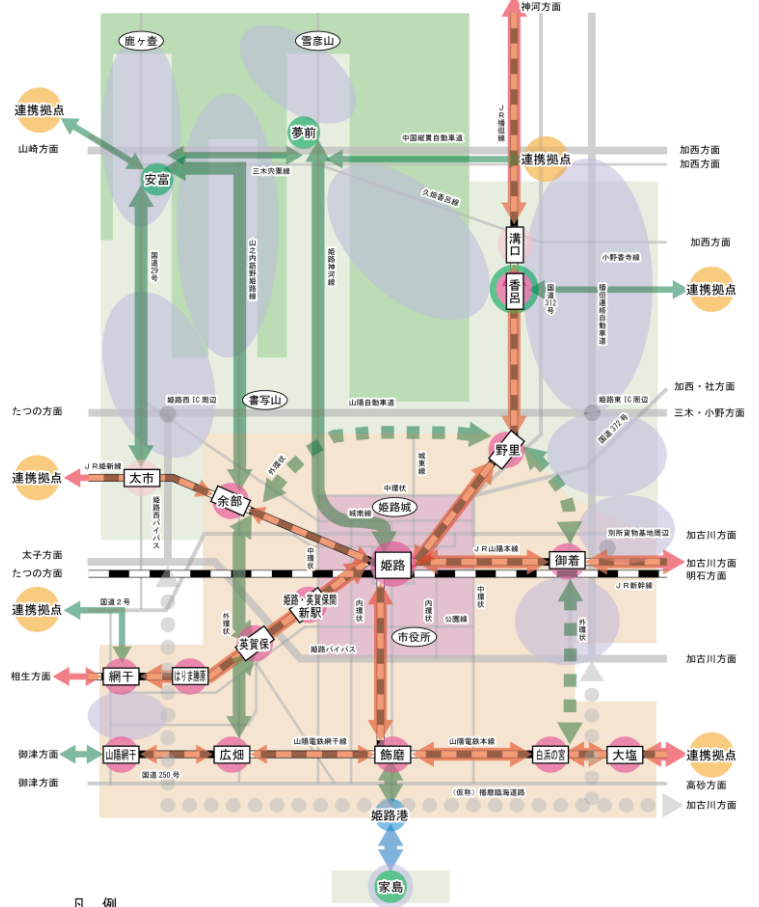 神河方面
鹿ヶ壺
雪彦山
連携拠点
山崎方面
夢前
中国縦貫自動車道
JR播但線
加西方面
連携拠点
加西方面
安富
三木宍粟線
久畑香呂線
溝口
加西方面
小野香寺線
国道29号
山之内莇野姫路線
姫路神河線
香呂
国道312号
播但連絡自動車道
連携拠点
加西・社方面
姫路西IC周辺
書写山
山陽自動車道
姫路東IC周辺
たつの方面
三木・小野方面
国道372号
外環状
城東線
野里
JR姫新線
連携拠点
太市
余部
中環状
姫路城
城南線
姫路西バイパス
別所貨物基地周辺
加古川方面
太子方面
中環状
姫路
JR山陽本線
御着
加古川方面
たつの方面
明石方面
JR新幹線
連携拠点
国道2号
外環状
姫路・英賀保間
新駅
内環状
内環状
中環状
公園線
外環状
市役所
英賀保
姫路バイパス
加古川方面
相生方面
網干
はりま勝原
山陽電鉄網干線
山陽電鉄本線
御津方面
山陽網干
広畑
飾磨
白浜の宮
大塩
連携拠点
国道250号
御津方面
高砂方面
(仮称)播磨臨海道路
加古川方面
姫路港
家島
凡例